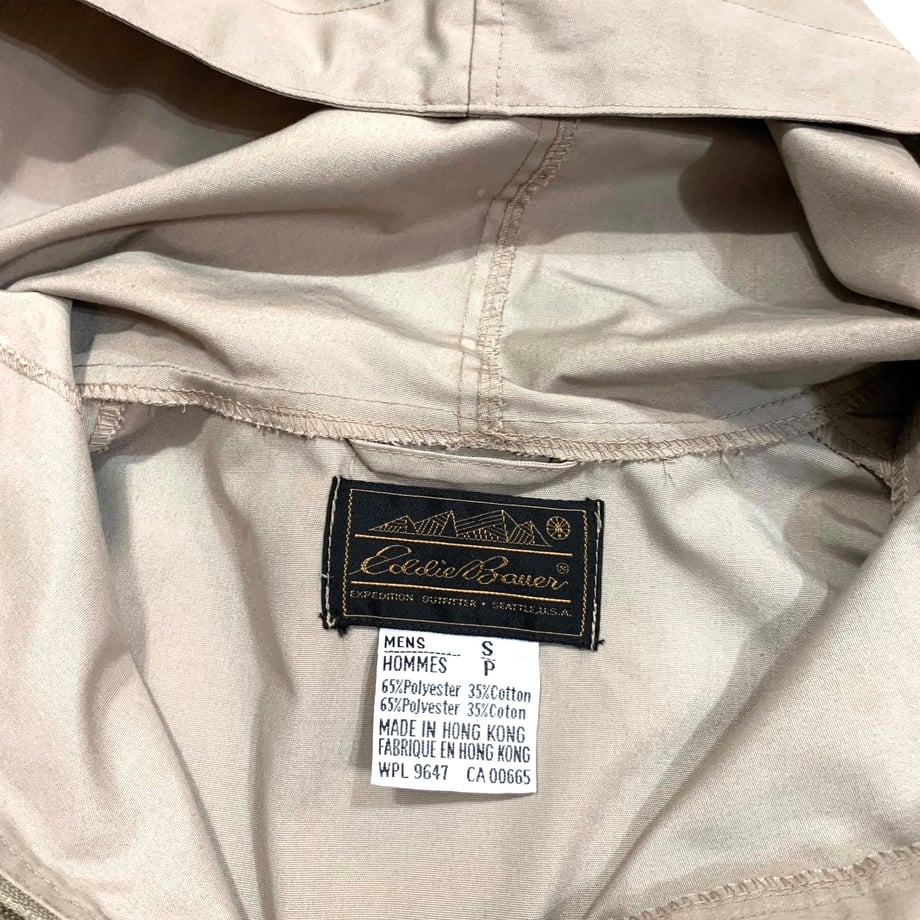 Eddie Bauer®
EXPEDITION OUTFITTER • SEATTLE, U.S.A.
MENS S
HOMMES P
65%Polyester 35%Cotton
65%Polyester 35%Coton
MADE IN HONG KONG
FABRIQUE EN HONG KONG
WPL 9647 CA 00665